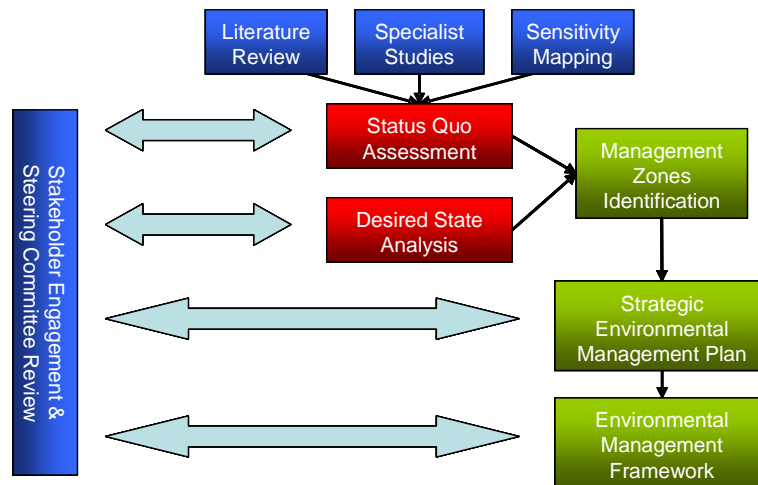 Literature
Review
Specialist
Studies
Sensitivity
Mapping
Stakeholder Engagement &
Steering Committee Review
Status Quo
Assessment
Management
Zones
Identification
Desired State
Analysis
Strategic
Environmental
Management Plan
Environmental
Management
Framework